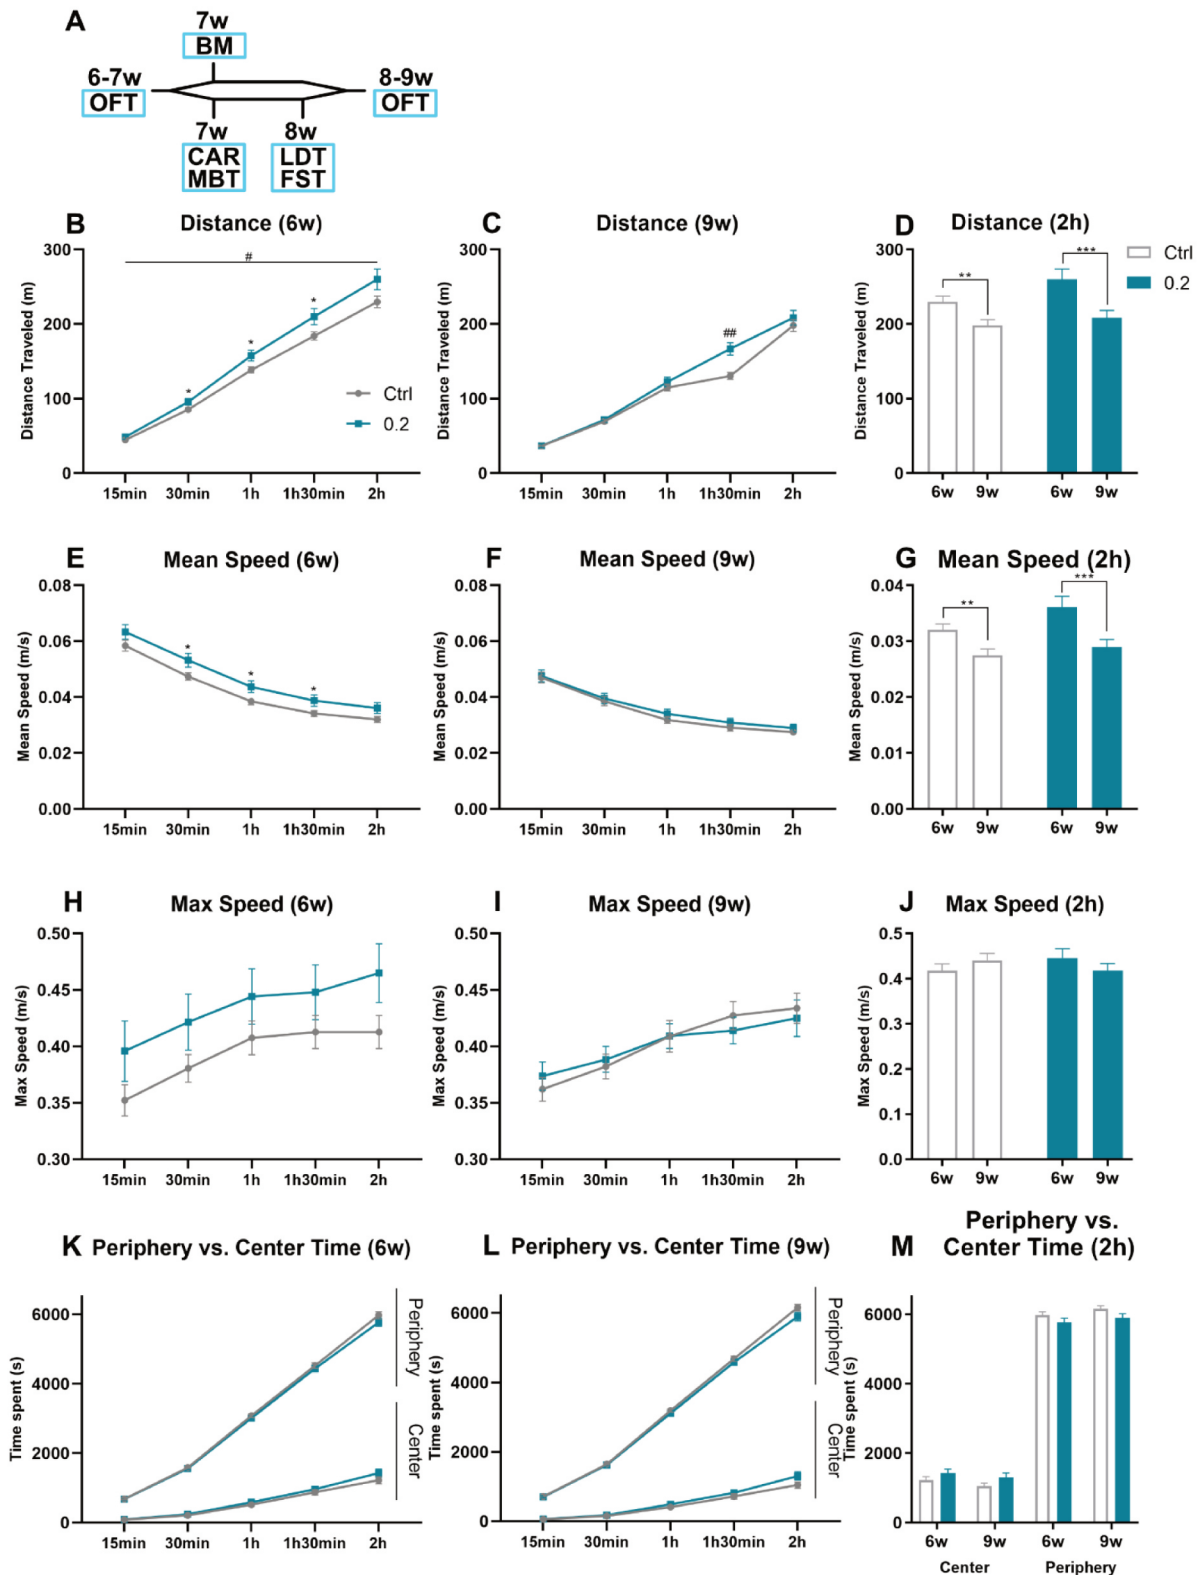 A
7w
BM
6-7w
OFT
8-9w
OFT
7w
CAR
MBT
8w
LDT
FST
B Distance (6w)
Distance Traveled (m)
300
200
100
0
#
*
*
*
Ctrl
0.2
15min 30min 1h 1h30min 2h
C Distance (9w)
Distance Traveled (m)
300
200
100
0
##
15min 30min 1h 1h30min 2h
D Distance (2h)
Distance Traveled (m)
300
200
100
0
**
***
Ctrl
0.2
6w 9w 6w 9w
E Mean Speed (6w)
Mean Speed (m/s)
0.08
0.06
0.04
0.02
0.00
*
*
*
15min 30min 1h 1h30min 2h
F Mean Speed (9w)
Mean Speed (m/s)
0.08
0.06
0.04
0.02
0.00
15min 30min 1h 1h30min 2h
G Mean Speed (2h)
Mean Speed (m/s)
0.04
0.03
0.02
0.01
0.00
**
***
6w 9w 6w 9w
H Max Speed (6w)
Max Speed (m/s)
0.50
0.45
0.40
0.35
0.30
15min 30min 1h 1h30min 2h
I Max Speed (9w)
Max Speed (m/s)
0.50
0.45
0.40
0.35
0.30
15min 30min 1h 1h30min 2h
J Max Speed (2h)
Max Speed (m/s)
0.5
0.4
0.3
0.2
0.1
0.0
6w 9w 6w 9w
K Periphery vs. Center Time (6w)
Time spent (s)
6000
4000
2000
0
Periphery
Center
15min 30min 1h 1h30min 2h
L Periphery vs. Center Time (9w)
Time spent (s)
6000
4000
2000
0
Periphery
Center
15min 30min 1h 1h30min 2h
Periphery vs.
M Center Time (2h)
Time spent (s)
6000
4000
2000
0
6w 9w 6w 9w
Center Periphery